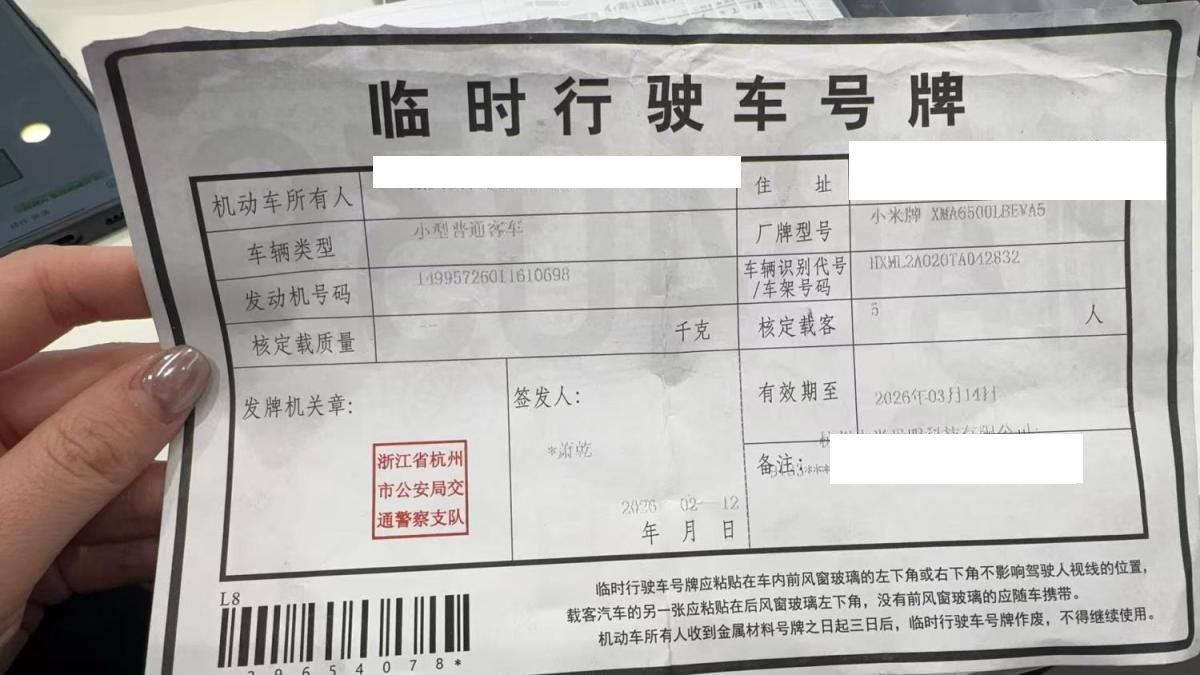 临时行驶车号牌
机动车所有人
住 址
车辆类型 小型普通客车 厂牌型号 小米牌 XMA6500LBEVA5
发动机号码 14995726011610698 车辆识别代号/车架号码 HXML2A020TA042832
核定载质量 -- 千克 核定载客 5 人
发牌机关章:
浙江省杭州
市公安局交
通警察支队
签发人:
*萧乾
2026 02—12
年 月 日
有效期至 2026年03月14日
备注:
L8
29654078*
临时行驶车号牌应粘贴在车内前风窗玻璃的左下角或右下角不影响驾驶人视线的位置,
载客汽车的另一张应粘贴在后风窗玻璃左下角,没有前风窗玻璃的应随车携带。
机动车所有人收到金属材料号牌之日起三日后,临时行驶车号牌作废,不得继续使用。